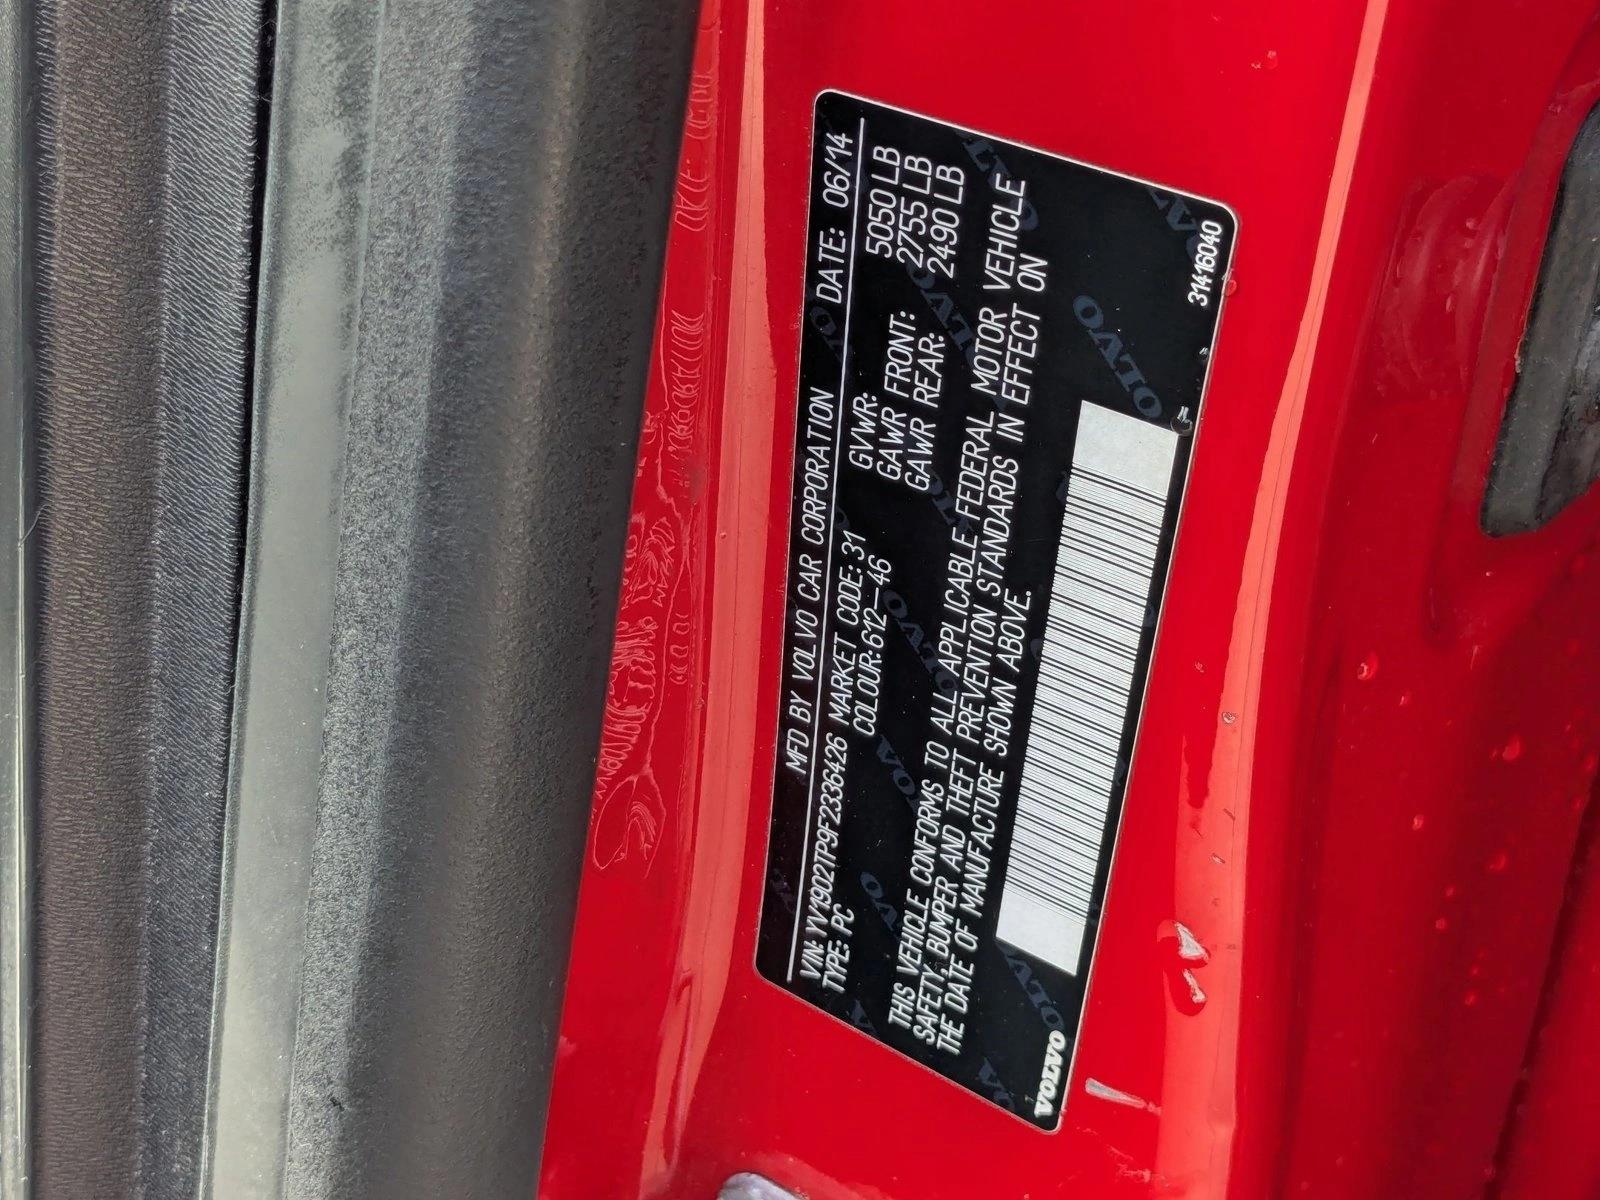 MFD BY VOLVO CAR CORPORATION DATE: 06/14
VIN: YV1902TP9F2336426 MARKET CODE: 31 GVWR: 5050 LB
TYPE: PC COLOUR: 612-46 GAWR FRONT: 2755 LB
GAWR REAR: 2490 LB
THIS VEHICLE CONFORMS TO ALL APPLICABLE FEDERAL MOTOR VEHICLE
SAFETY, BUMPER AND THEFT PREVENTION STANDARDS IN EFFECT ON
THE DATE OF MANUFACTURE SHOWN ABOVE.
VOLVO
31416040